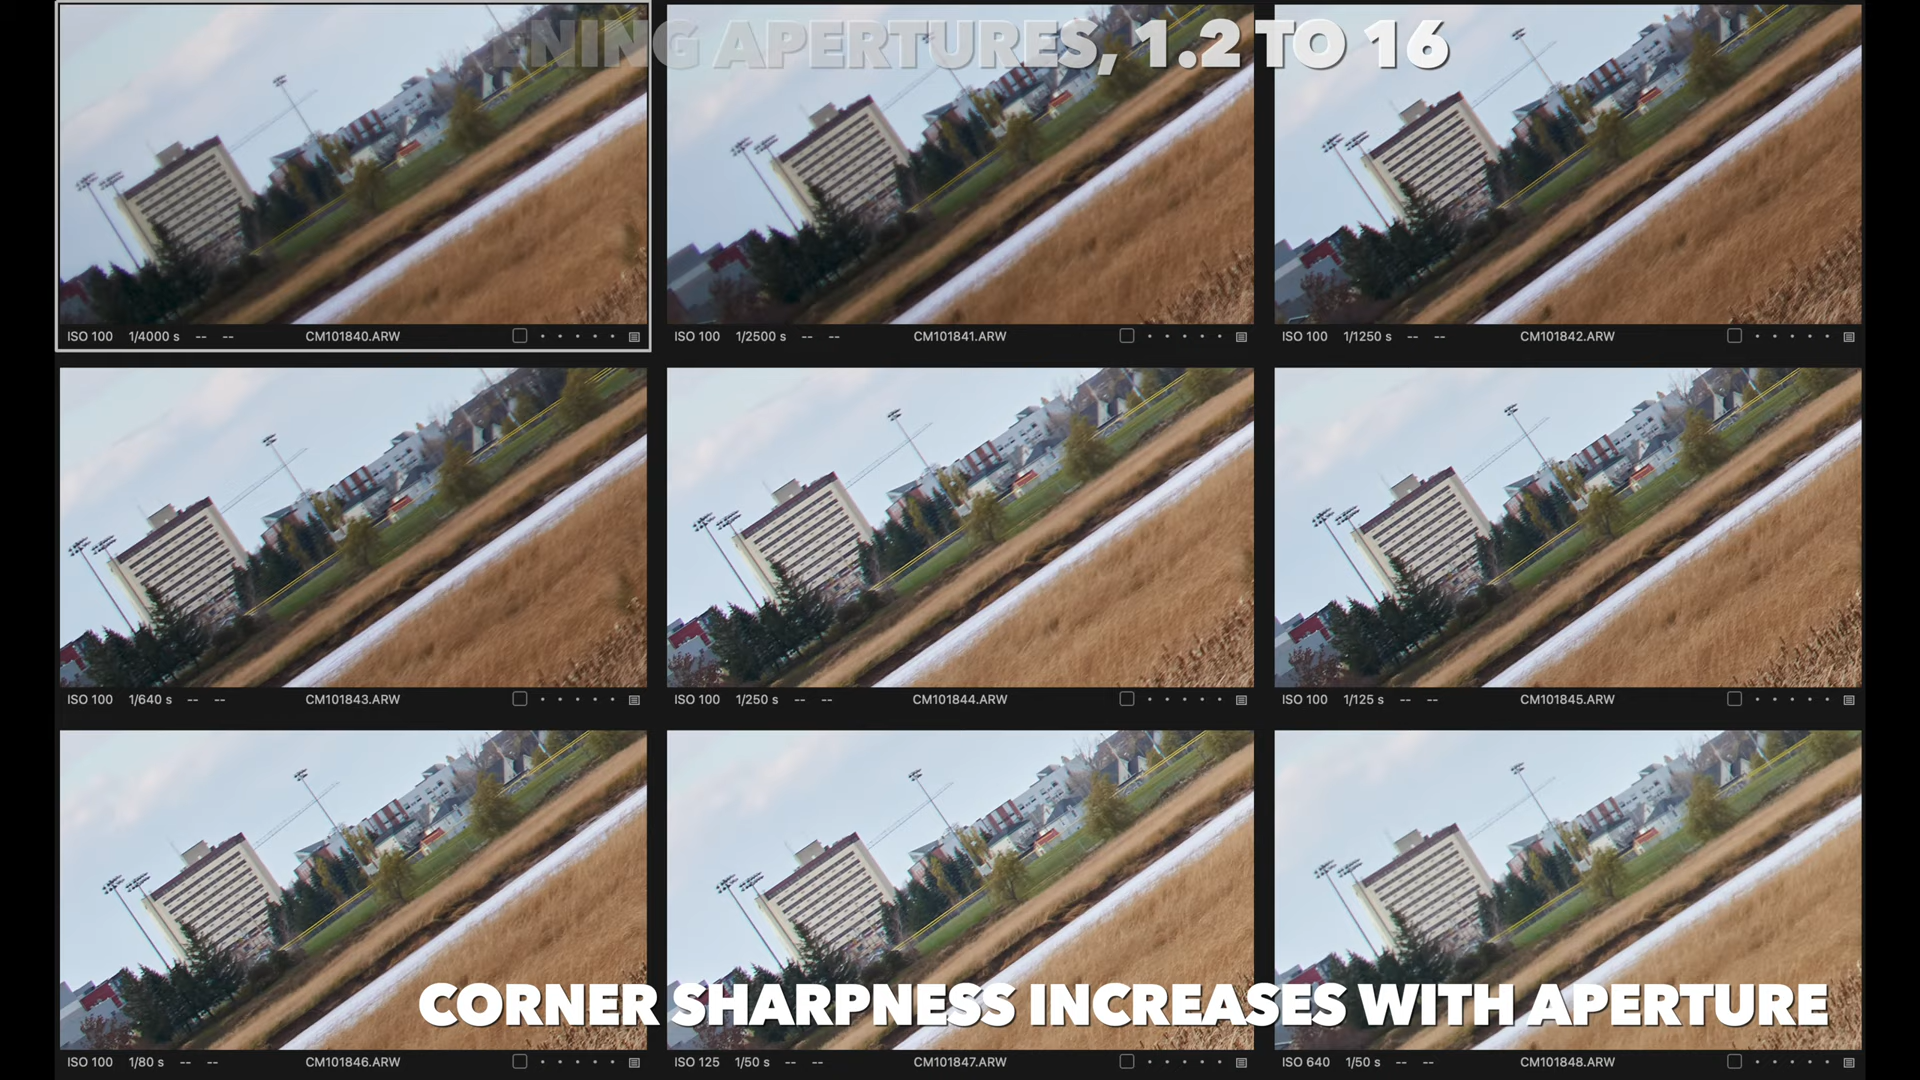 ENING APERTURES, 1.2 TO 16
ISO 100 1/4000 s -- -- CM101840.ARW
ISO 100 1/2500 s -- -- CM101841.ARW
ISO 100 1/1250 s -- -- CM101842.ARW
ISO 100 1/640 s -- -- CM101843.ARW
ISO 100 1/250 s -- -- CM101844.ARW
ISO 100 1/125 s -- -- CM101845.ARW
CORNER SHARPNESS INCREASES WITH APERTURE
ISO 100 1/80 s -- -- CM101846.ARW
ISO 125 1/50 s -- -- CM101847.ARW
ISO 640 1/50 s -- -- CM101848.ARW